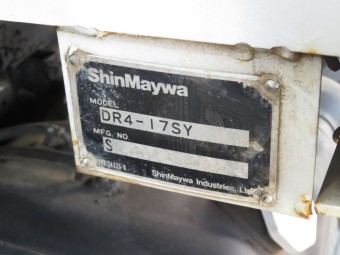 ShinMaywa
MODEL
DR4-17SY
MFG. NO
S
ShinMaywa Industries, Ltd.